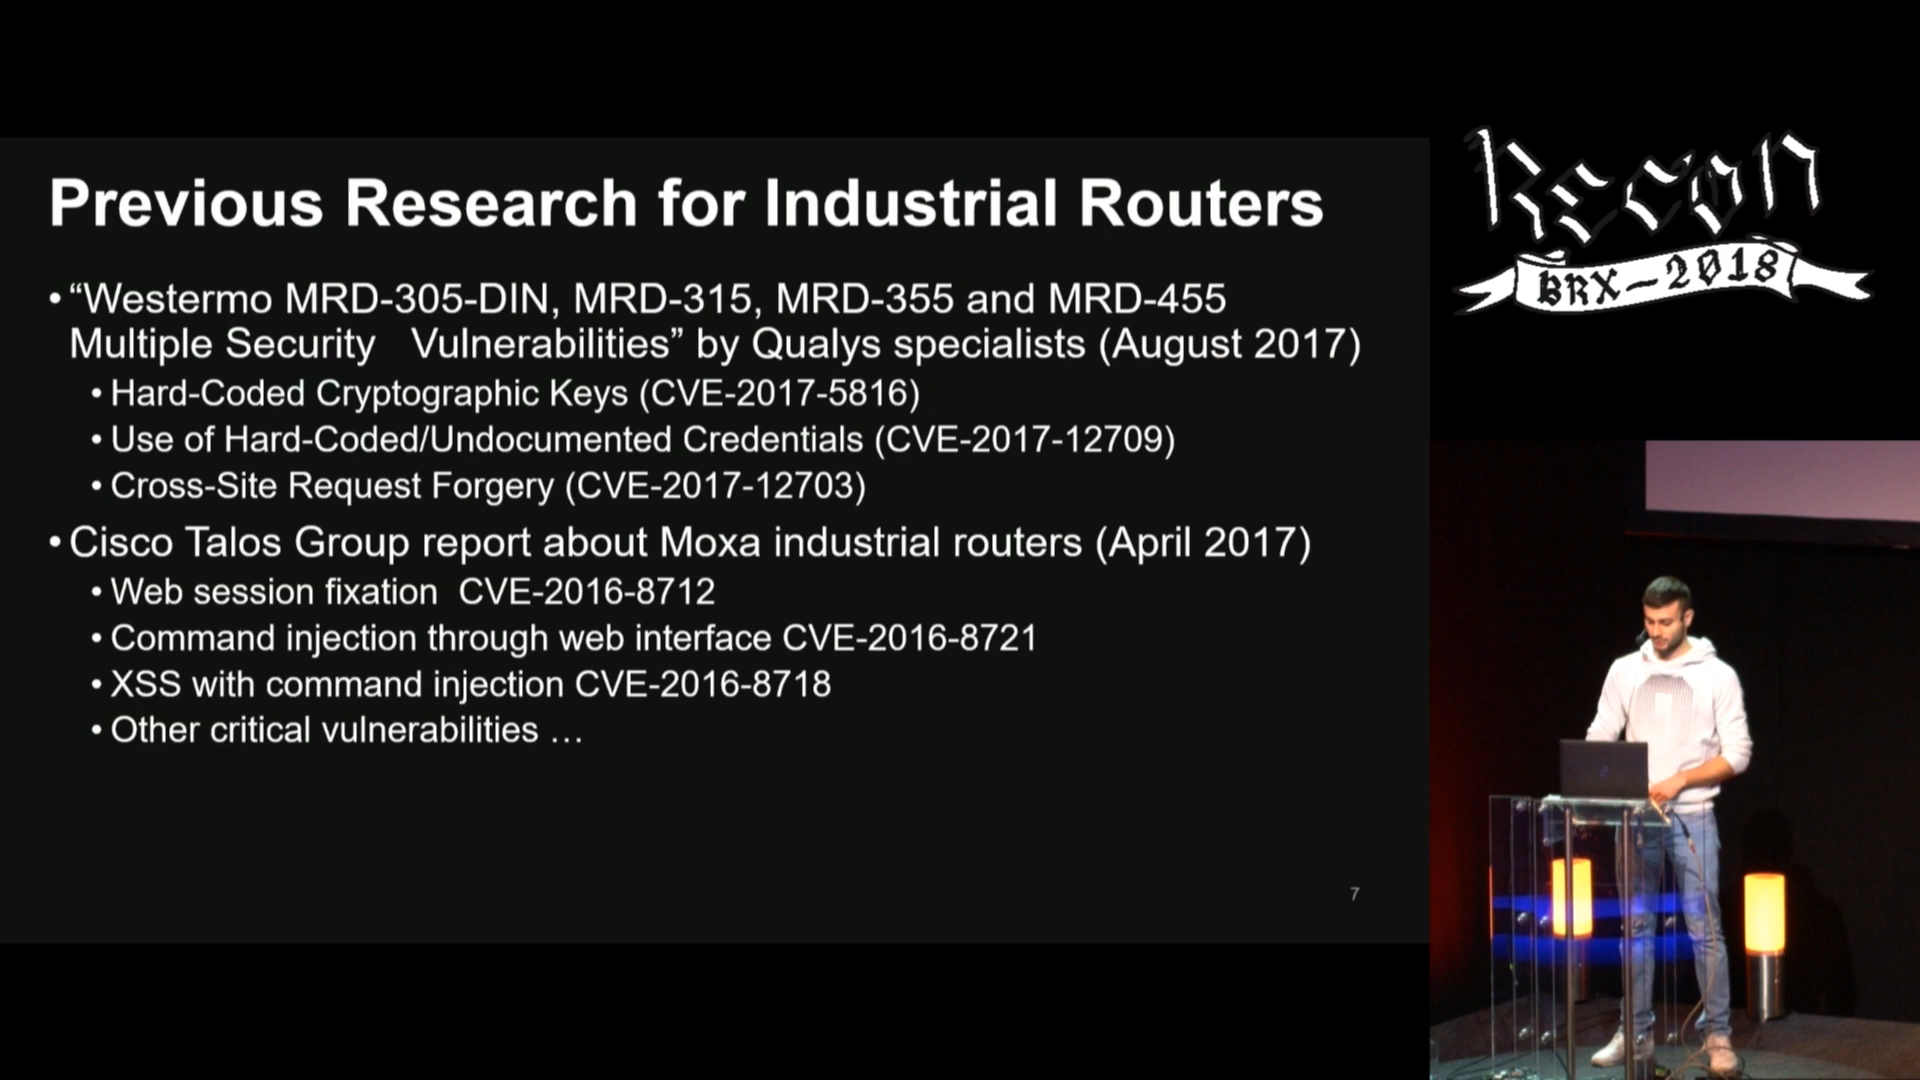 Previous Research for Industrial Routers
• “Westermo MRD-305-DIN, MRD-315, MRD-355 and MRD-455
Multiple Security Vulnerabilities” by Qualys specialists (August 2017)
• Hard-Coded Cryptographic Keys (CVE-2017-5816)
• Use of Hard-Coded/Undocumented Credentials (CVE-2017-12709)
• Cross-Site Request Forgery (CVE-2017-12703)
• Cisco Talos Group report about Moxa industrial routers (April 2017)
• Web session fixation CVE-2016-8712
• Command injection through web interface CVE-2016-8721
• XSS with command injection CVE-2016-8718
• Other critical vulnerabilities …
7
Recon
BRX-2018